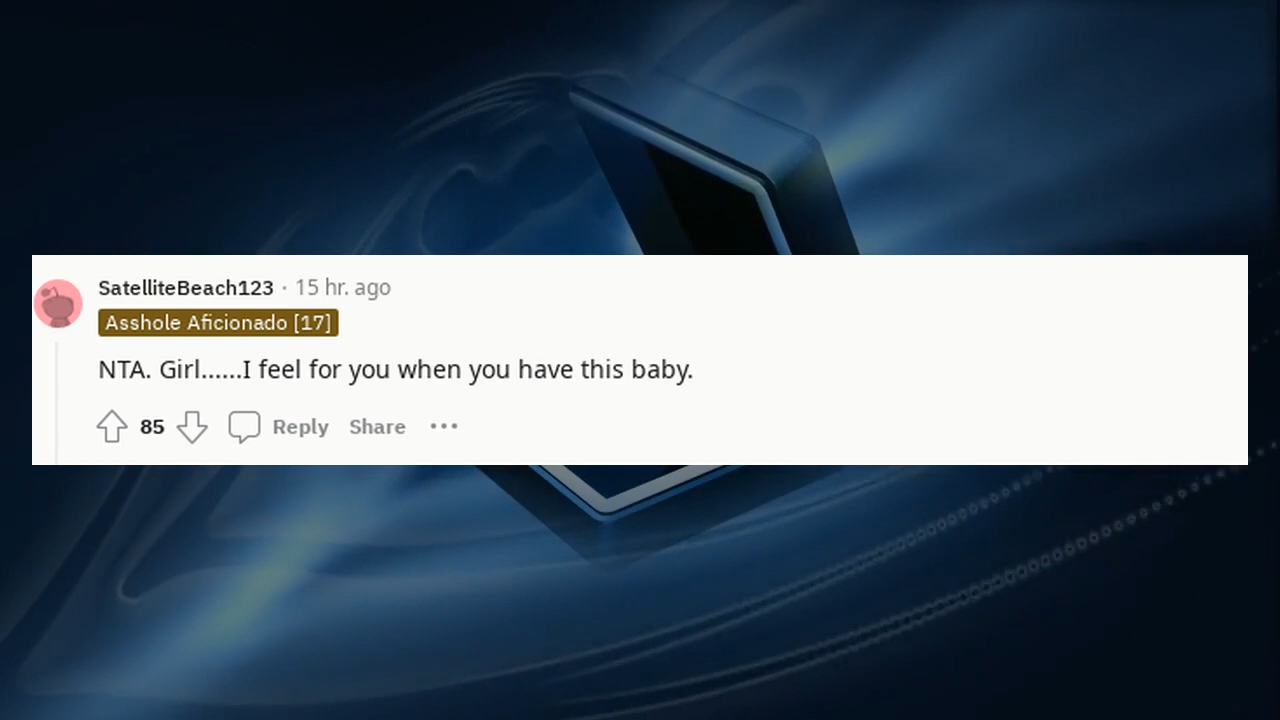 SatelliteBeach123 · 15 hr. ago
Asshole Aficionado [17]
NTA. Girl......I feel for you when you have this baby.
85 Reply Share ···